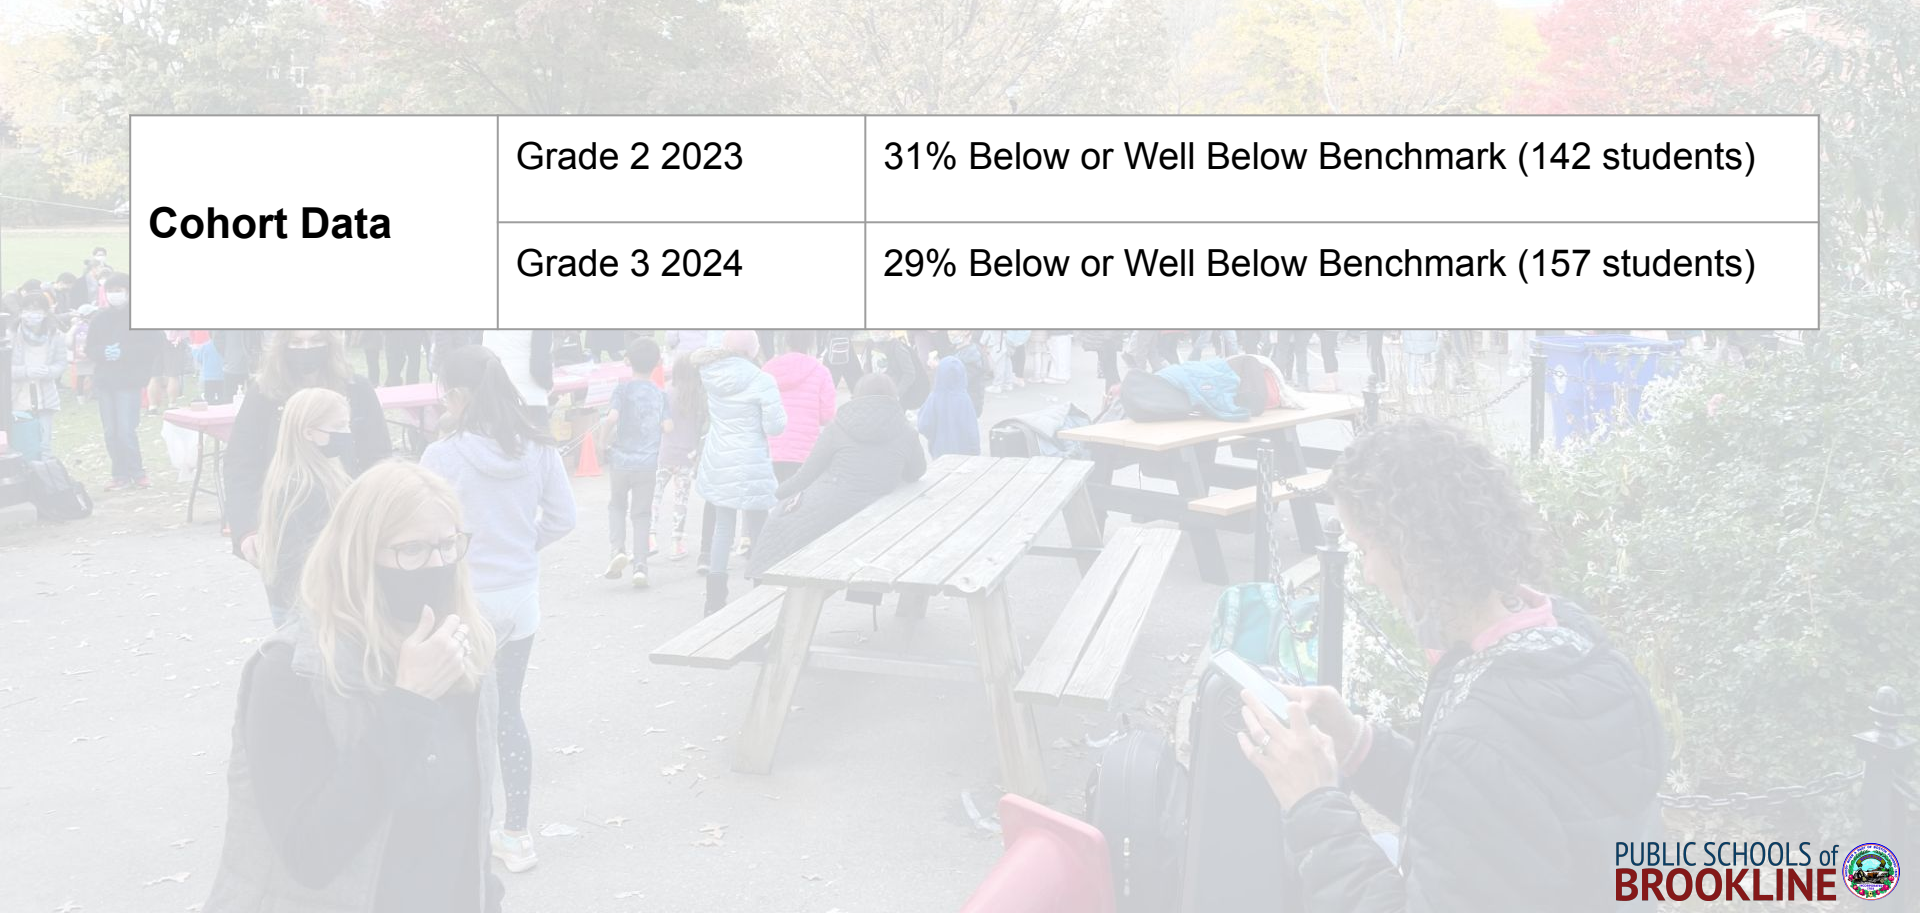 Cohort Data
Grade 2 2023
31% Below or Well Below Benchmark (142 students)
Grade 3 2024
29% Below or Well Below Benchmark (157 students)
PUBLIC SCHOOLS of
BROOKLINE